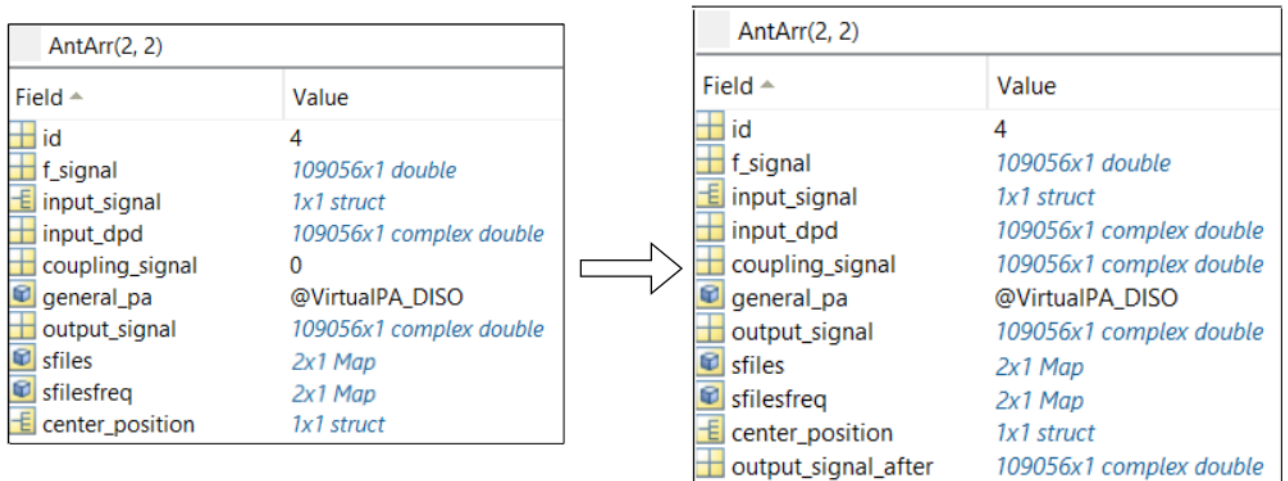 AntArr(2, 2)
Field Value
id 4
f_signal 109056x1 double
input_signal 1x1 struct
input_dpd 109056x1 complex double
coupling_signal 0
general_pa @VirtualPA_DISO
output_signal 109056x1 complex double
sfiles 2x1 Map
sfilesfreq 2x1 Map
center_position 1x1 struct
AntArr(2, 2)
Field Value
id 4
f_signal 109056x1 double
input_signal 1x1 struct
input_dpd 109056x1 complex double
coupling_signal 109056x1 complex double
general_pa @VirtualPA_DISO
output_signal 109056x1 complex double
sfiles 2x1 Map
sfilesfreq 2x1 Map
center_position 1x1 struct
output_signal_after 109056x1 complex double